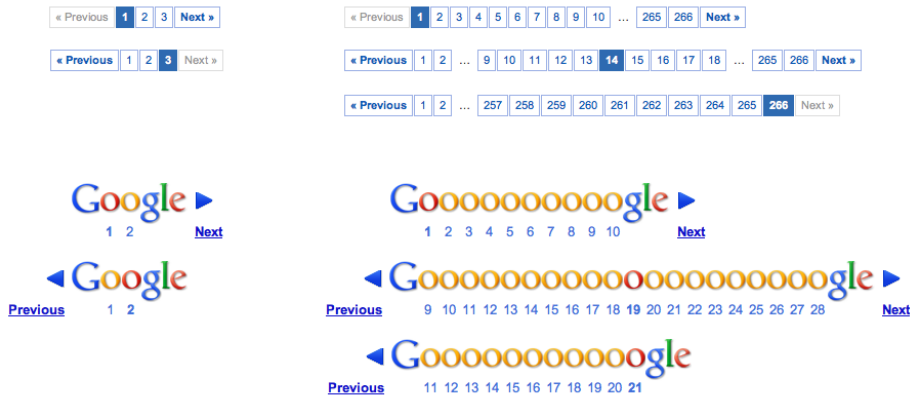 « Previous 1 2 3 Next »
« Previous 1 2 3 4 5 6 7 8 9 10 ... 265 266 Next »
« Previous 1 2 3 Next »
« Previous 1 2 ... 9 10 11 12 13 14 15 16 17 18 ... 265 266 Next »
« Previous 1 2 ... 257 258 259 260 261 262 263 264 265 266 Next »
Google
1 2 Next
Goooooooooogle
1 2 3 4 5 6 7 8 9 10 Next
Google
Previous 1 2
Goooooooooooooooooooogle
Previous 9 10 11 12 13 14 15 16 17 18 19 20 21 22 23 24 25 26 27 28 Next
Gooooooooooogle
Previous 11 12 13 14 15 16 17 18 19 20 21